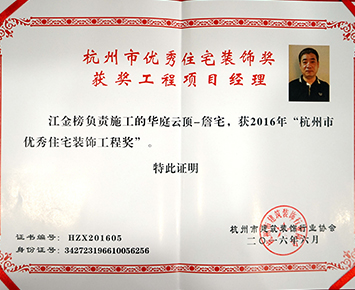 杭州市优秀住宅装饰奖
获奖工程项目经理
江金榜负责施工的华庭云顶-詹宅，获2016年“杭州市
优秀住宅装饰工程奖”。
特此证明
证书编号：HZX201605
身份证号：342723196610056256
杭州市建筑装饰行业协会
二〇一六年六月